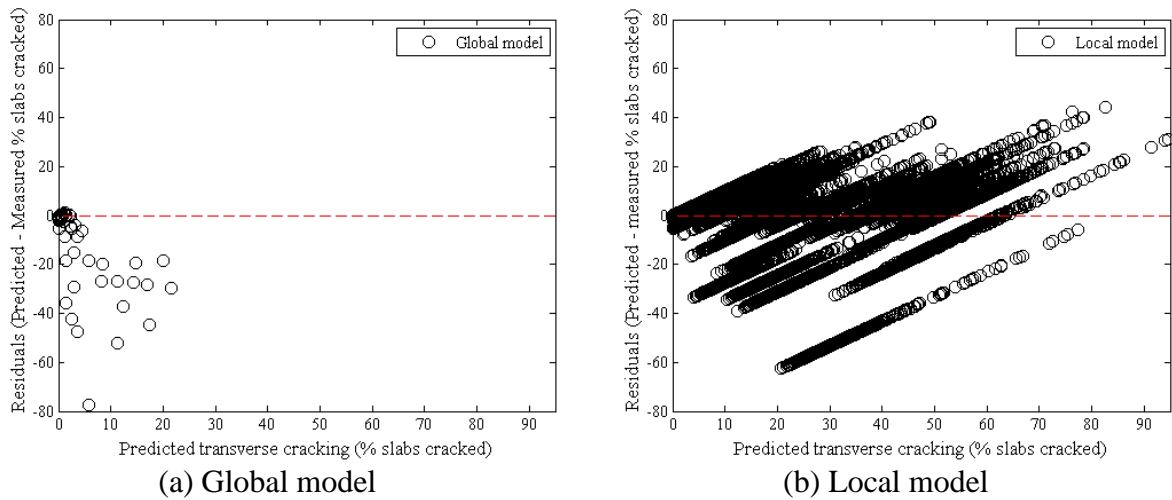 80
60
40
20
0
-20
-40
-60
-80
Residuals (Predicted - Measured % slabs cracked)
Global model
0 10 20 30 40 50 60 70 80 90
Predicted transverse cracking (% slabs cracked)
(a) Global model
80
60
40
20
0
-20
-40
-60
-80
Residuals (Predicted - measured % slabs cracked)
Local model
0 10 20 30 40 50 60 70 80 90
Predicted transverse cracking (% slabs cracked)
(b) Local model